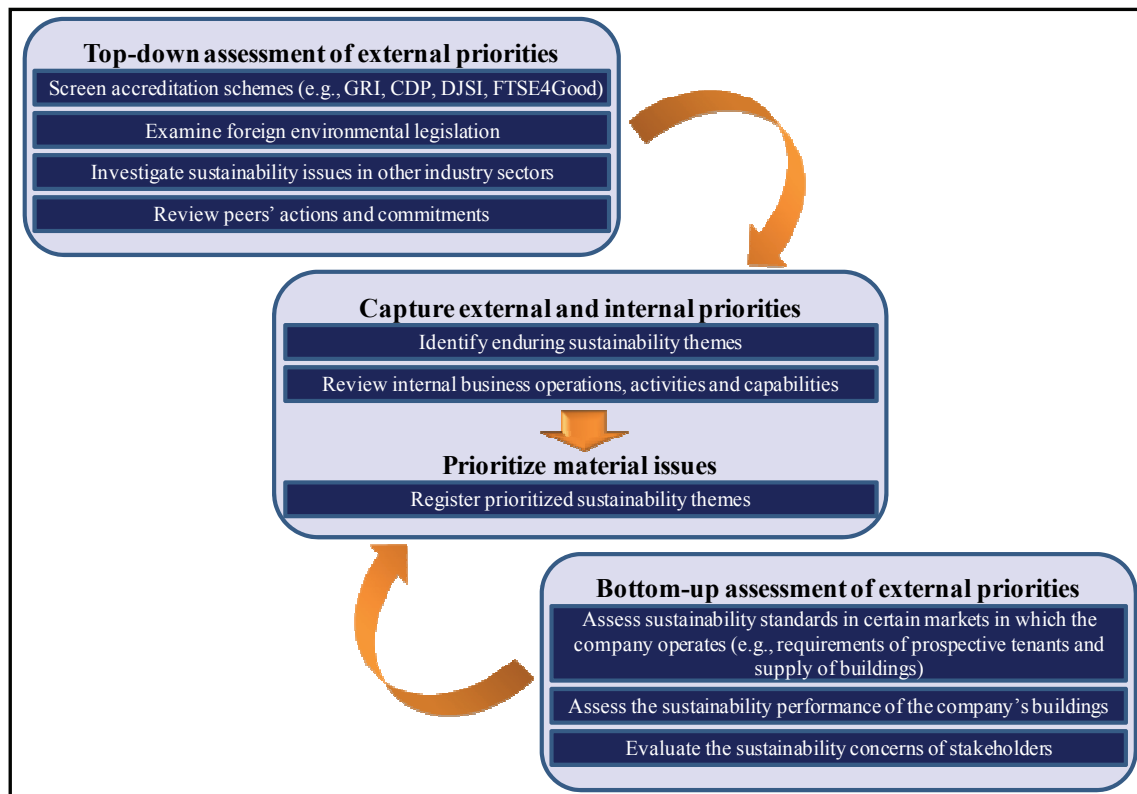 Top-down assessment of external priorities
Screen accreditation schemes (e.g., GRI, CDP, DJSI, FTSE4Good)
Examine foreign environmental legislation
Investigate sustainability issues in other industry sectors
Review peers’ actions and commitments
Capture external and internal priorities
Identify enduring sustainability themes
Review internal business operations, activities and capabilities
Prioritize material issues
Register prioritized sustainability themes
Bottom-up assessment of external priorities
Assess sustainability standards in certain markets in which the
company operates (e.g., requirements of prospective tenants and
supply of buildings)
Assess the sustainability performance of the company’s buildings
Evaluate the sustainability concerns of stakeholders